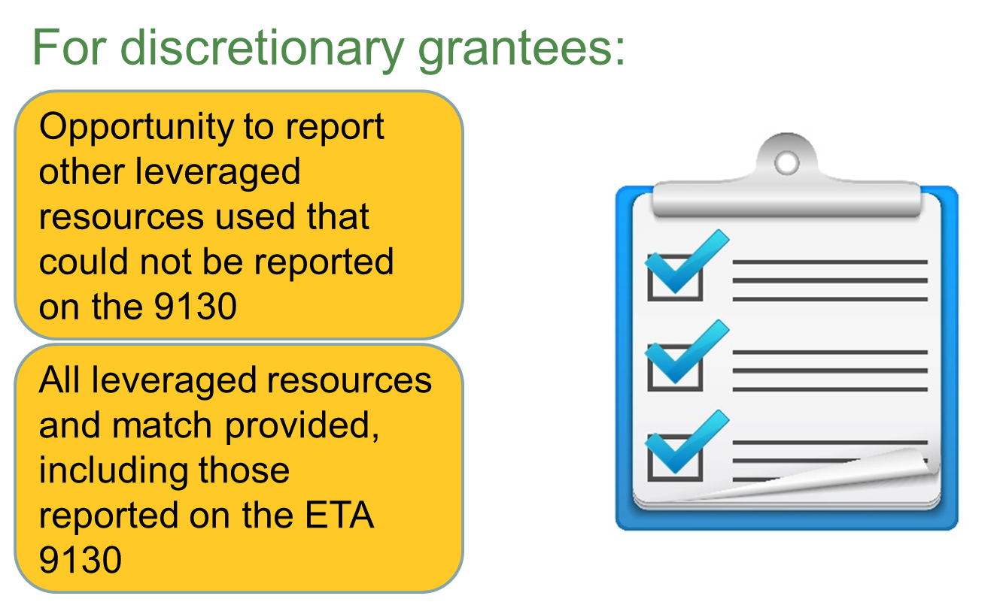 For discretionary grantees:
Opportunity to report
other leveraged
resources used that
could not be reported
on the 9130
All leveraged resources
and match provided,
including those
reported on the ETA
9130